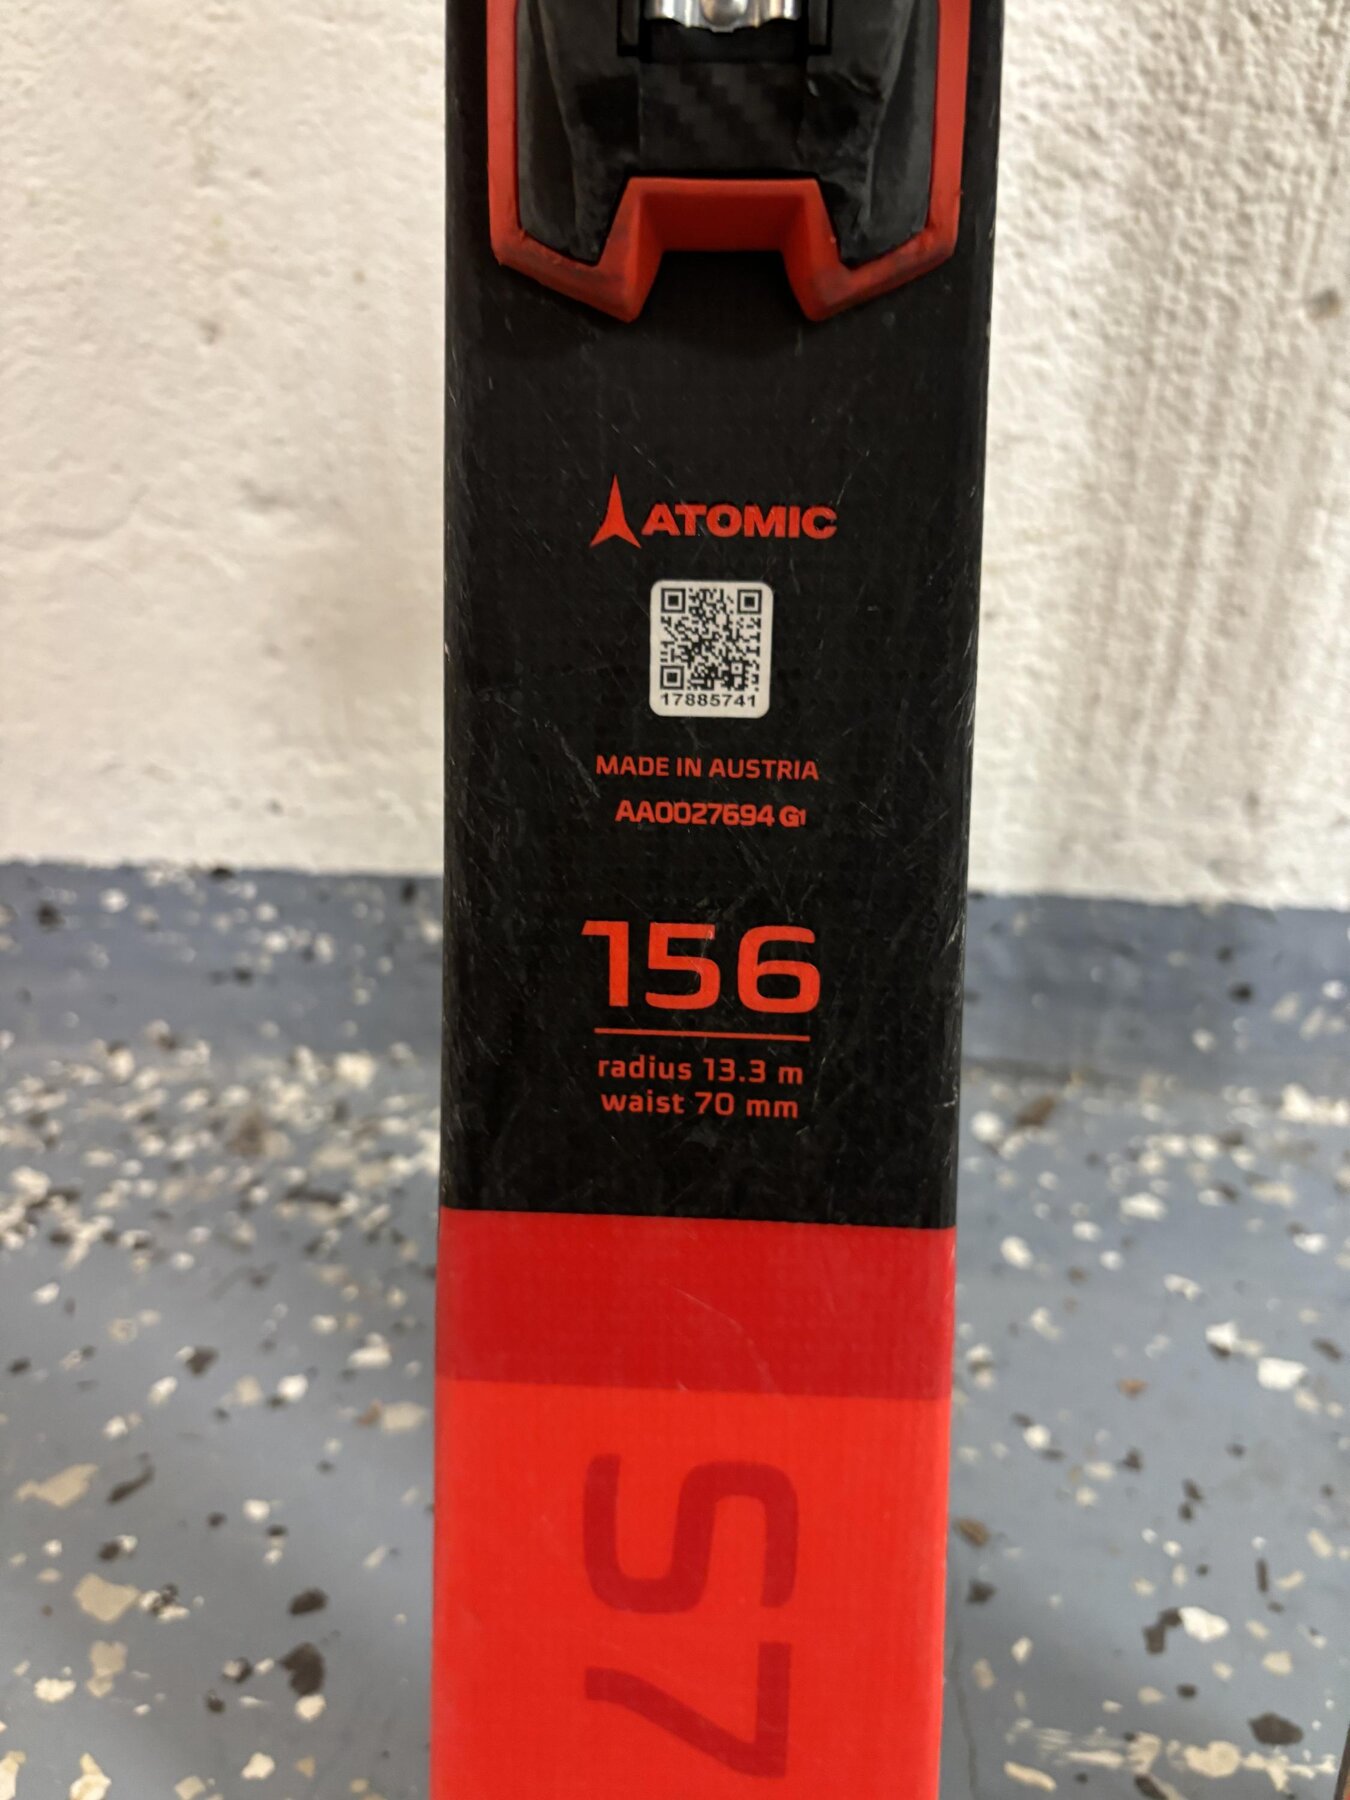 ATOMIC
17885741
MADE IN AUSTRIA
AA0027694 G1
156
radius 13.3 m
waist 70 mm
S7